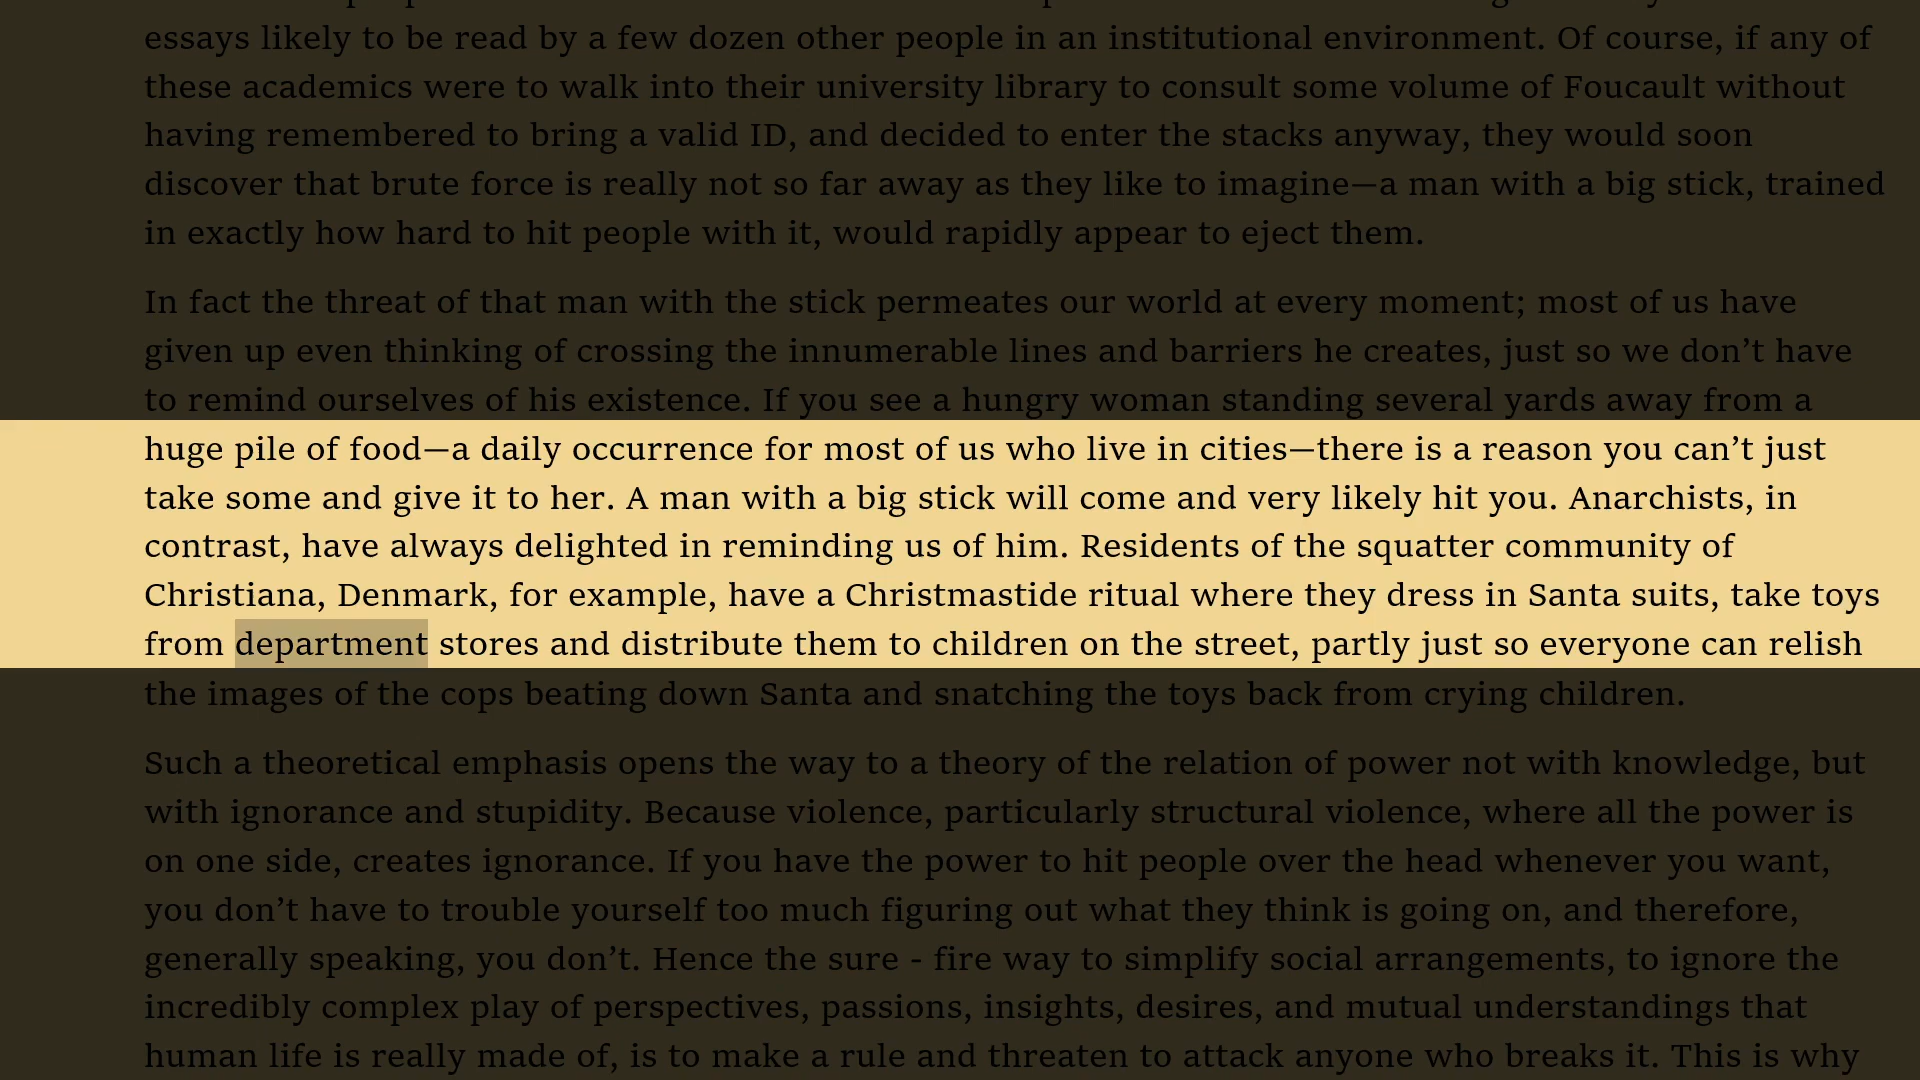 essays likely to be read by a few dozen other people in an institutional environment. Of course, if any of
these academics were to walk into their university library to consult some volume of Foucault without
having remembered to bring a valid ID, and decided to enter the stacks anyway, they would soon
discover that brute force is really not so far away as they like to imagine—a man with a big stick, trained
in exactly how hard to hit people with it, would rapidly appear to eject them.
In fact the threat of that man with the stick permeates our world at every moment; most of us have
given up even thinking of crossing the innumerable lines and barriers he creates, just so we don’t have
to remind ourselves of his existence. If you see a hungry woman standing several yards away from a
huge pile of food—a daily occurrence for most of us who live in cities—there is a reason you can’t just
take some and give it to her. A man with a big stick will come and very likely hit you. Anarchists, in
contrast, have always delighted in reminding us of him. Residents of the squatter community of
Christiana, Denmark, for example, have a Christmastide ritual where they dress in Santa suits, take toys
from department stores and distribute them to children on the street, partly just so everyone can relish
the images of the cops beating down Santa and snatching the toys back from crying children.
Such a theoretical emphasis opens the way to a theory of the relation of power not with knowledge, but
with ignorance and stupidity. Because violence, particularly structural violence, where all the power is
on one side, creates ignorance. If you have the power to hit people over the head whenever you want,
you don’t have to trouble yourself too much figuring out what they think is going on, and therefore,
generally speaking, you don’t. Hence the sure - fire way to simplify social arrangements, to ignore the
incredibly complex play of perspectives, passions, insights, desires, and mutual understandings that
human life is really made of, is to make a rule and threaten to attack anyone who breaks it. This is why